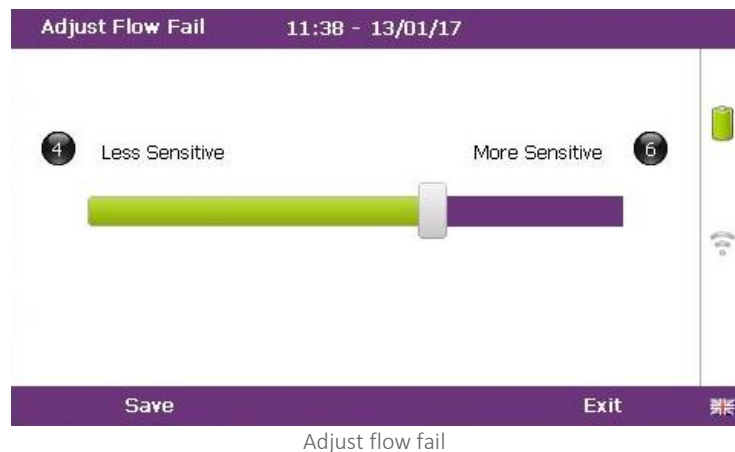 Adjust Flow Fail 11:38 - 13/01/17
4 Less Sensitive More Sensitive 6
Save Exit
Adjust flow fail